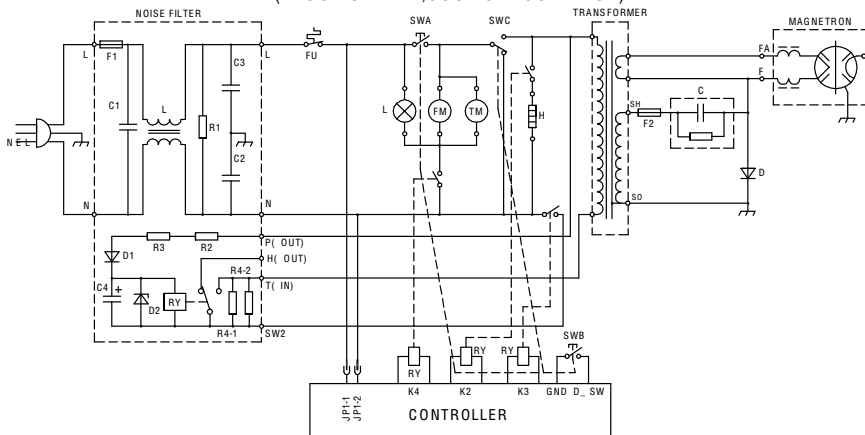 NOISE FILTER
SWA
SWC
TRANSFORMER
MAGNETRON
L
F1
L
FU
C3
C1
L
R1
C2
N E L
N
N
L
FM
TM
H
FA
F
SH
F2
C
D
SO
R3
R2
P( OUT)
H( OUT)
T( IN)
SW2
D1
C4
+
D2
RY
R4-2
R4-1
SWB
RY
RY
RY
K4
K2
K3
GND
D_ SW
JP1-1
JP1-2
CONTROLLER